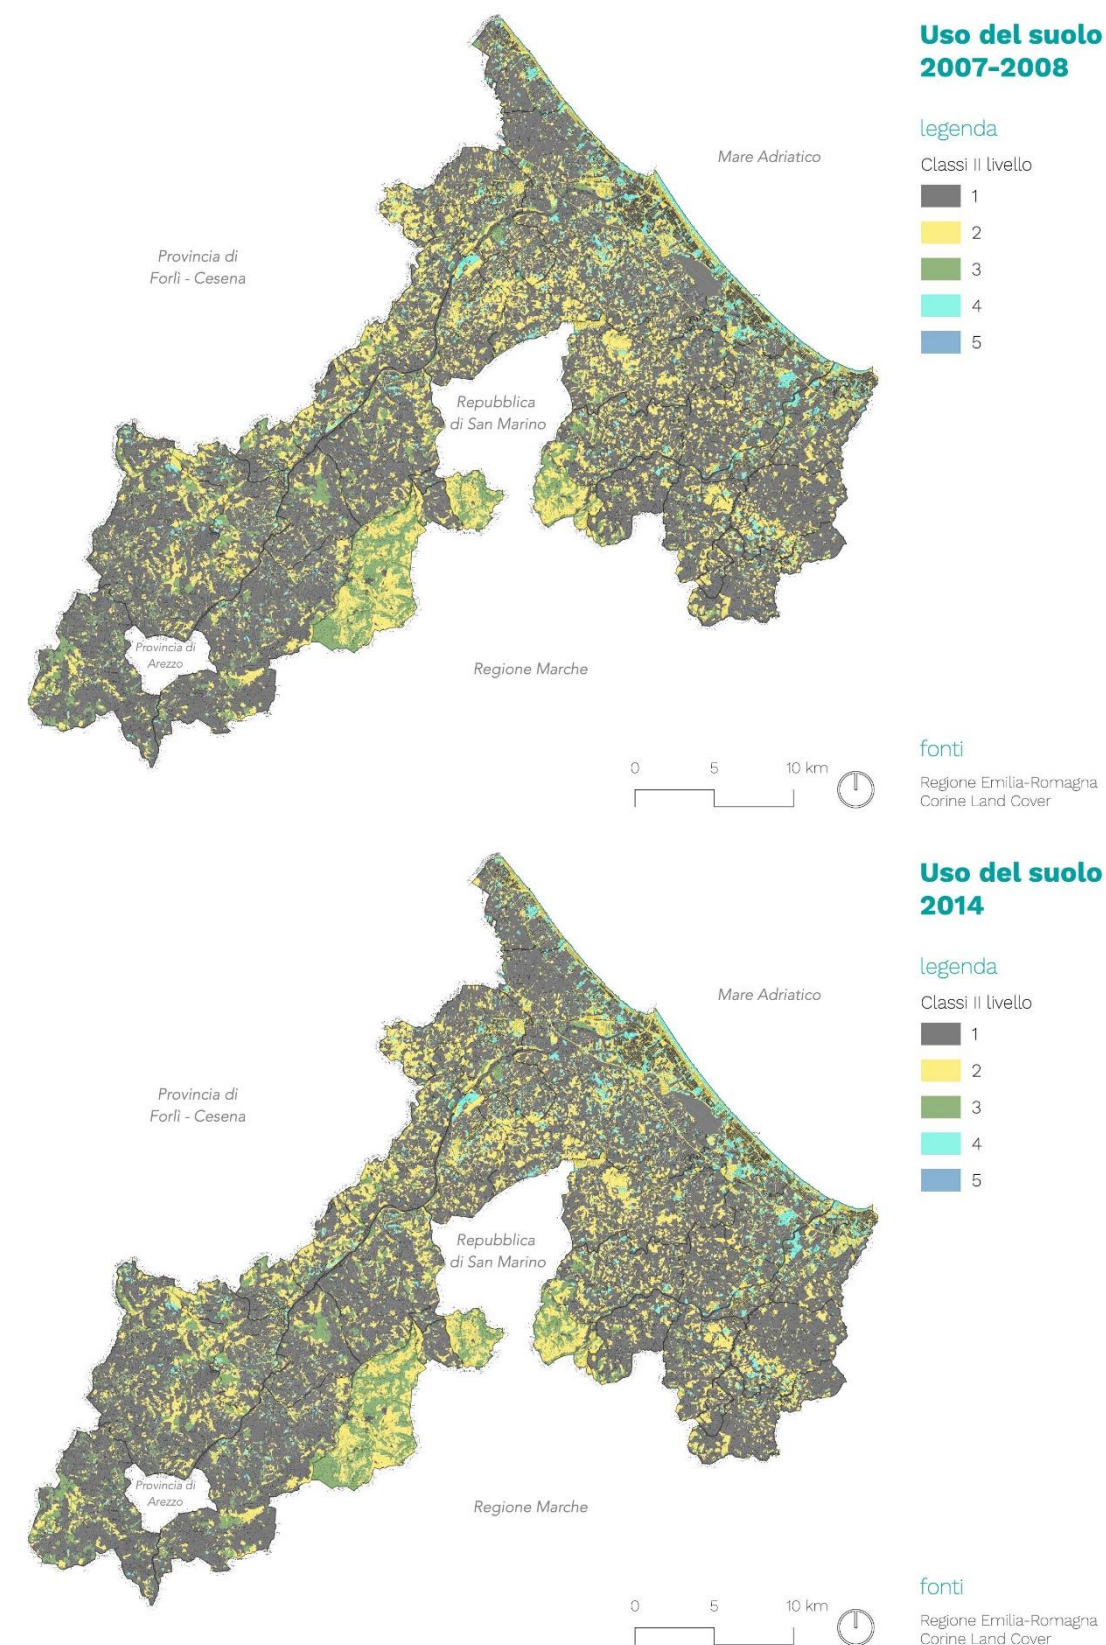 Uso del suolo
2007-2008
legenda
Classi II livello
1
2
3
4
5
Mare Adriatico
Provincia di
Forlì - Cesena
Repubblica
di San Marino
Provincia di
Arezzo
Regione Marche
0 5 10 km
fonti
Regione Emilia-Romagna
Corine Land Cover
Uso del suolo
2014
legenda
Classi II livello
1
2
3
4
5
Mare Adriatico
Provincia di
Forlì - Cesena
Repubblica
di San Marino
Provincia di
Arezzo
Regione Marche
0 5 10 km
fonti
Regione Emilia-Romagna
Corine Land Cover